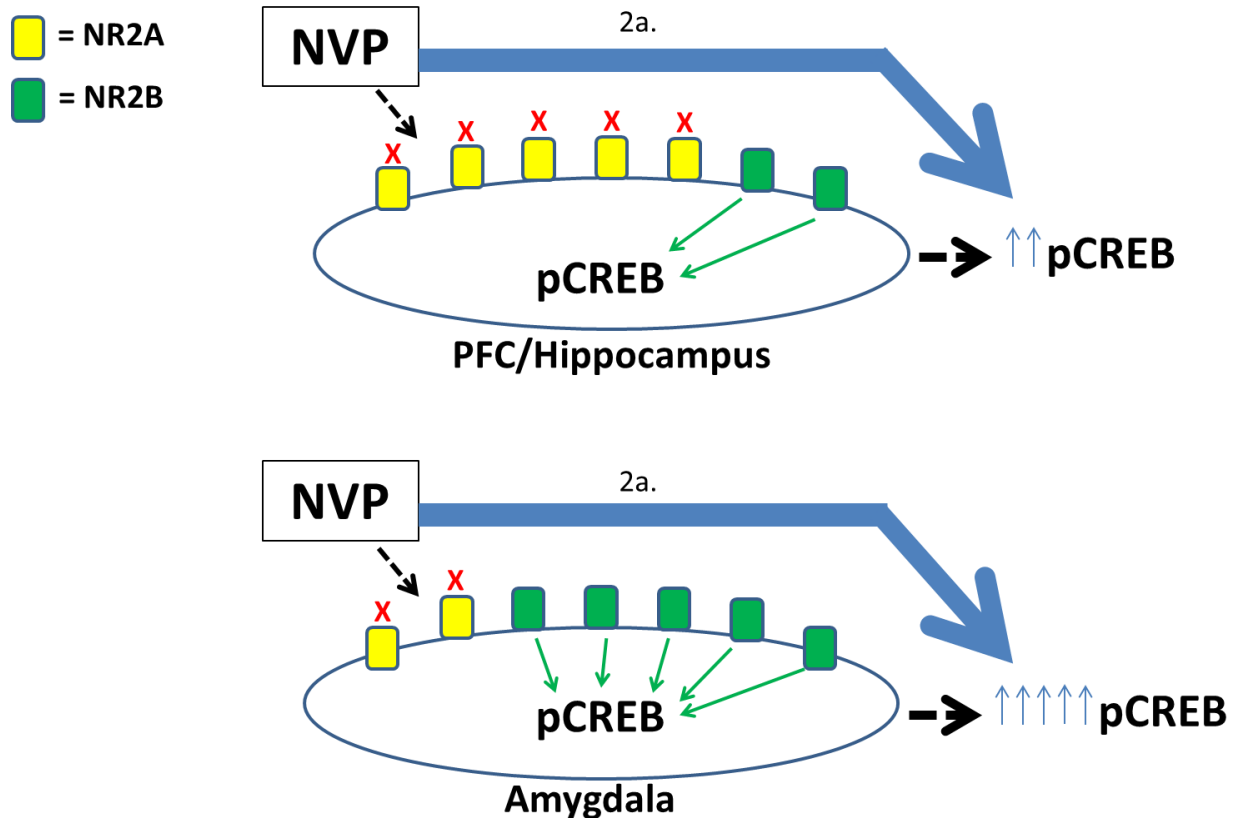 = NR2A
= NR2B
NVP
2a.
X X X X X
pCREB
↑↑pCREB
PFC/Hippocampus
NVP
2a.
X X
pCREB
↑↑↑↑↑pCREB
Amygdala